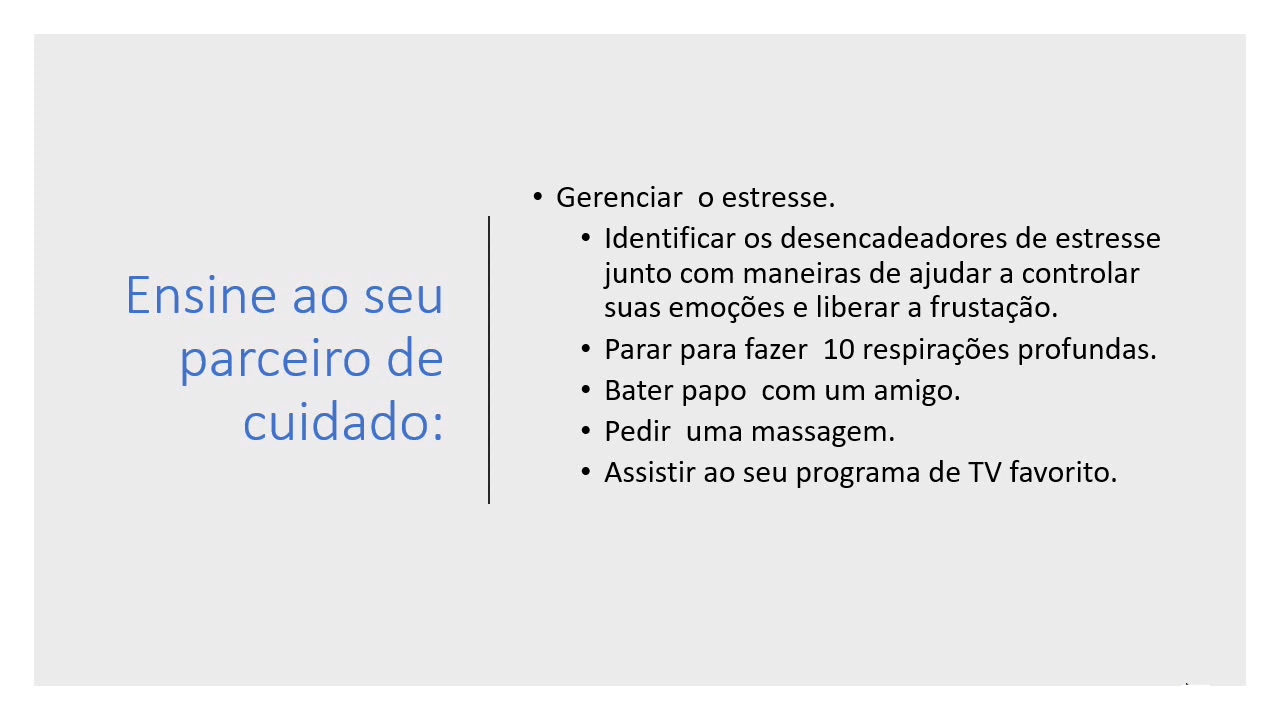 Ensine ao seu
parceiro de
cuidado:
• Gerenciar  o estresse.
• Identificar os desencadeadores de estresse
junto com maneiras de ajudar a controlar
suas emoções e liberar a frustação.
• Parar para fazer  10 respirações profundas.
• Bater papo  com um amigo.
• Pedir  uma massagem.
• Assistir ao seu programa de TV favorito.